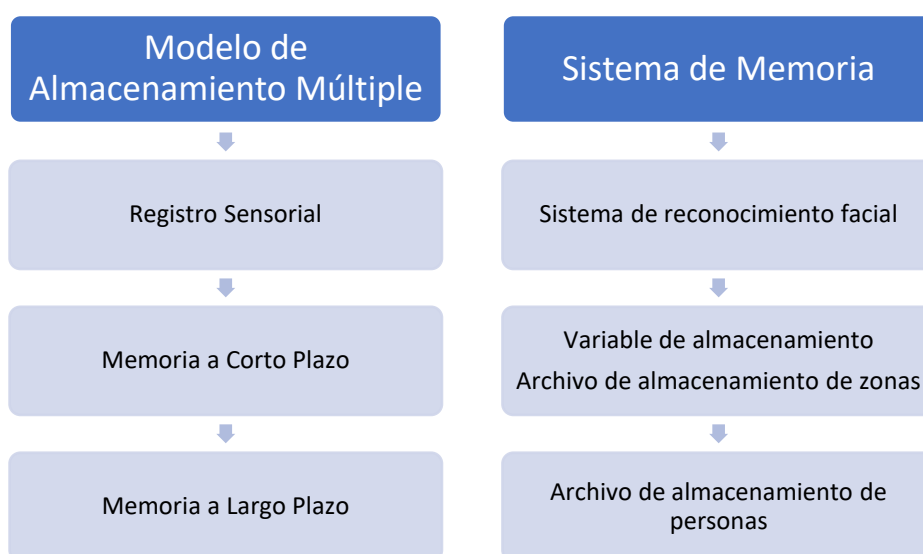 Modelo de
Almacenamiento Múltiple
Registro Sensorial
Memoria a Corto Plazo
Memoria a Largo Plazo
Sistema de Memoria
Sistema de reconocimiento facial
Variable de almacenamiento
Archivo de almacenamiento de zonas
Archivo de almacenamiento de
personas